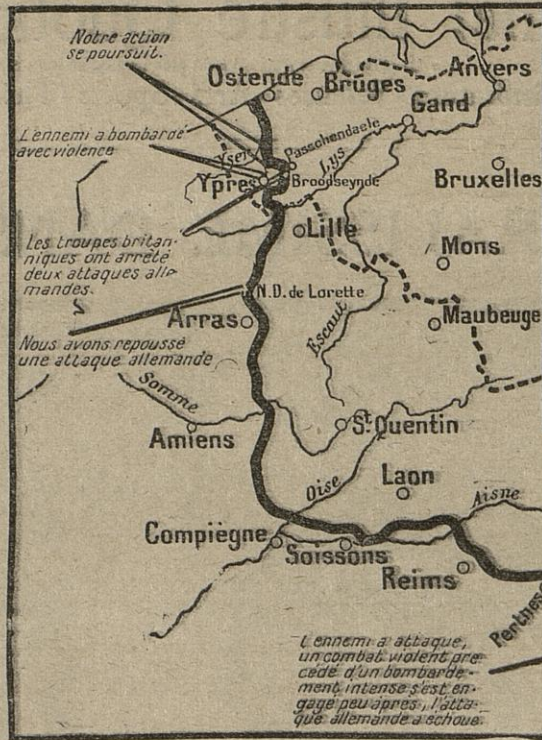 Notre action
se poursuit.
Ostende
Brüges
Anvers
Gand
L'ennemi a bombardé
avec violence
Yser
Passchendaele
Lys
Ypres
Broodseynde
Bruxelles
Lille
Les troupes britan-
niques ont arrêté
deux attaques alle-
mandes.
Mons
N.D. de Lorette
Arras
Escaut
Maubeuge
Nous avons repoussé
une attaque allemande
Somme
Amiens
St Quentin
Oise
Laon
Aisne
Compiègne
Soissons
Reims
Perthes
L'ennemi a attaqué,
un combat violent pré-
cédé d'un bombarde-
ment intense s'est en-
gagé peu après, l'atta-
que allemande a échoué.